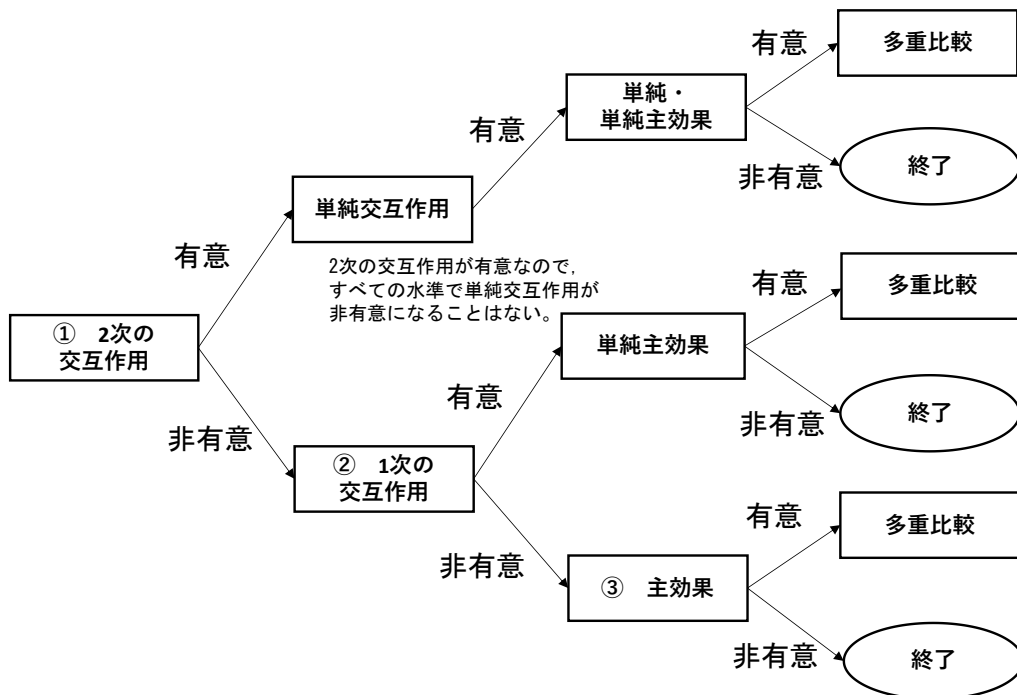 有意
多重比較
単純・
単純主効果
有意
非有意
終了
単純交互作用
有意
2次の交互作用が有意なので,
すべての水準で単純交互作用が
非有意になることはない。
有意
多重比較
① 2次の
交互作用
単純主効果
有意
非有意
終了
非有意
② 1次の
交互作用
有意
多重比較
非有意
③ 主効果
非有意
終了